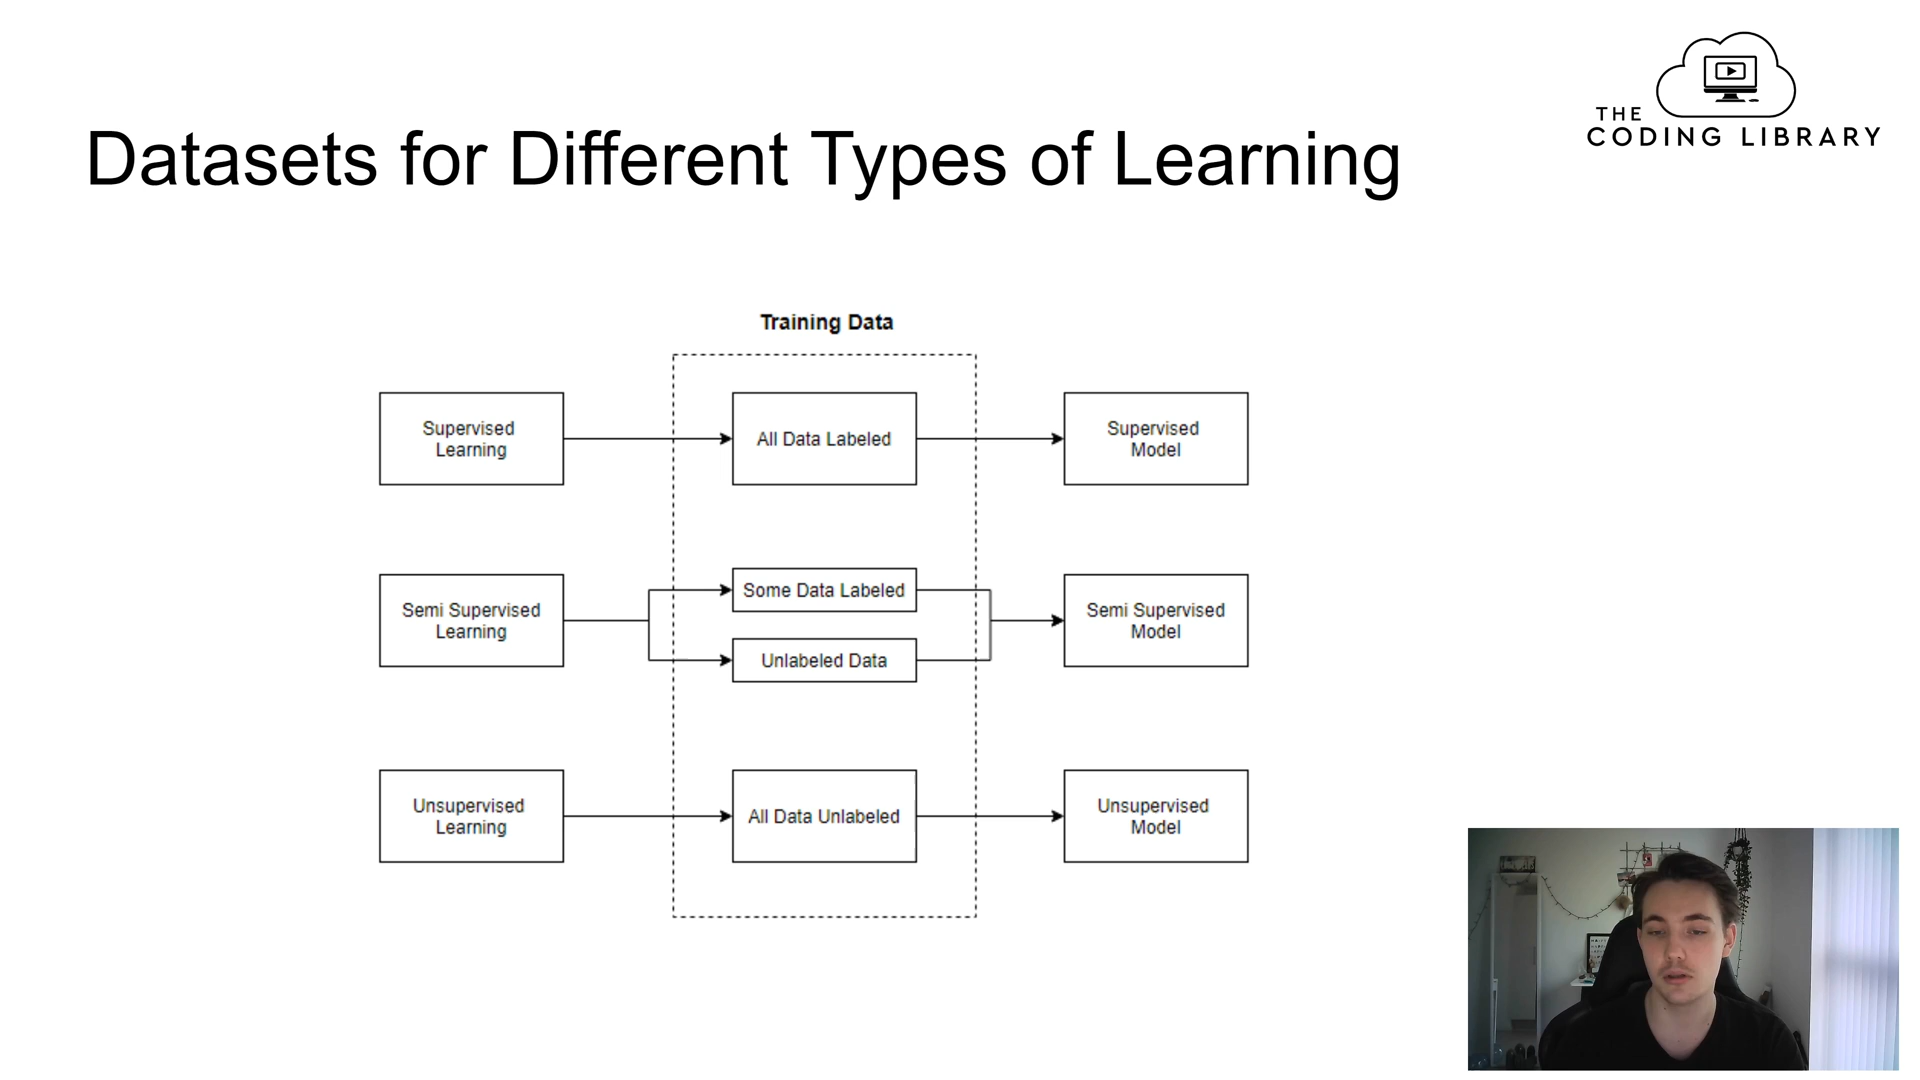 THE
CODING LIBRARY
Datasets for Different Types of Learning
Training Data
Supervised
Learning
All Data Labeled
Supervised
Model
Semi Supervised
Learning
Some Data Labeled
Unlabeled Data
Semi Supervised
Model
Unsupervised
Learning
All Data Unlabeled
Unsupervised
Model